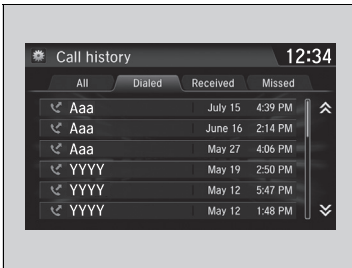 Call history 12:34
All Dialed Received Missed
Aaa July 15 4:39 PM
Aaa June 16 2:14 PM
Aaa May 27 4:06 PM
YYYY May 19 2:50 PM
YYYY May 12 5:47 PM
YYYY May 12 1:48 PM